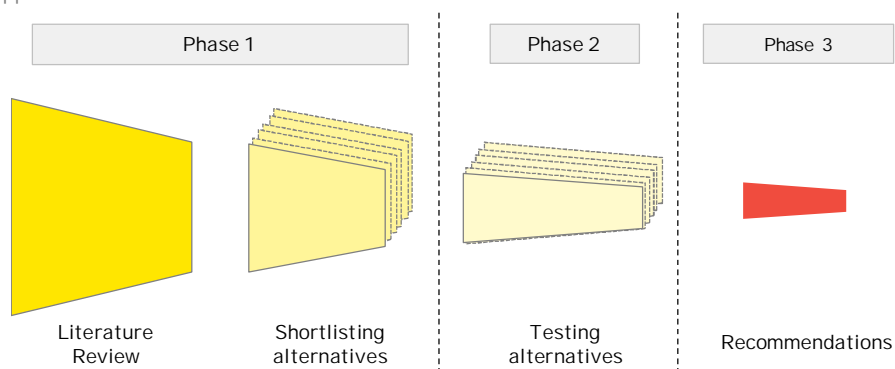 Phase 1
Phase 2
Phase 3
Literature
Review
Shortlisting
alternatives
Testing
alternatives
Recommendations